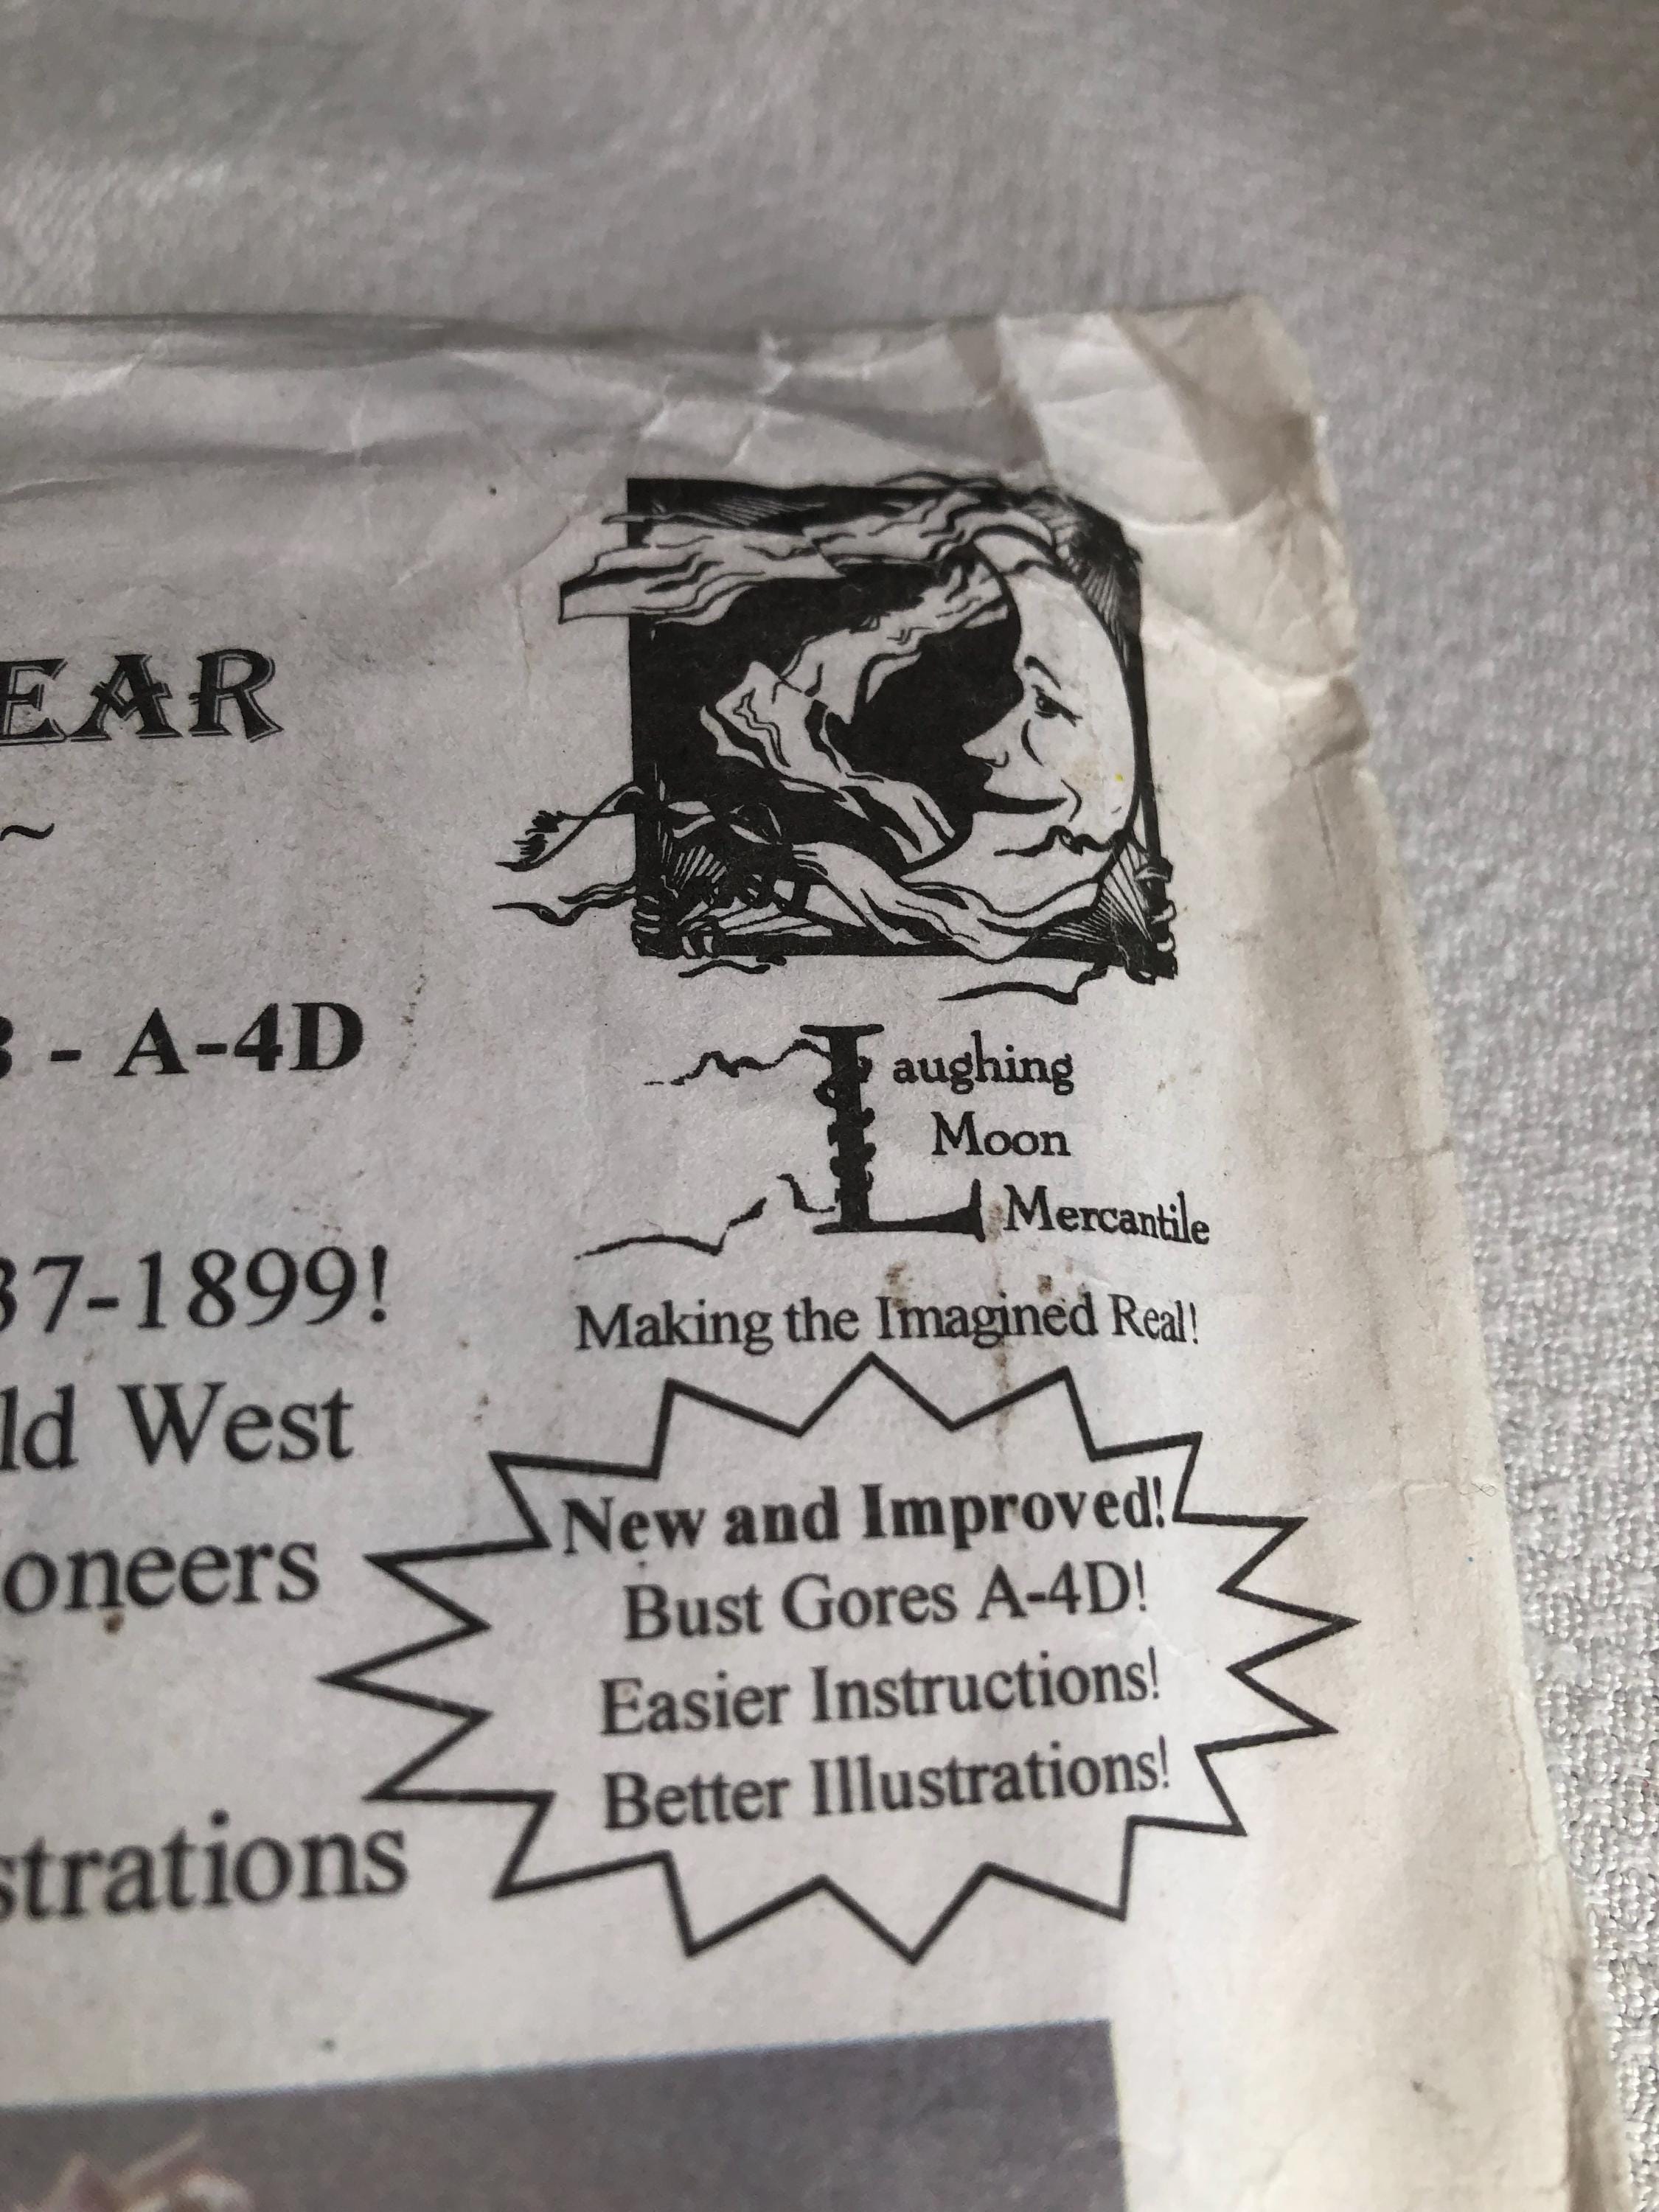 EAR
~
- A-4D
37-1899!
ld West
oneers
strations
Laughing
Moon
Mercantile
Making the Imagined Real!
New and Improved!
Bust Gores A-4D!
Easier Instructions!
Better Illustrations!